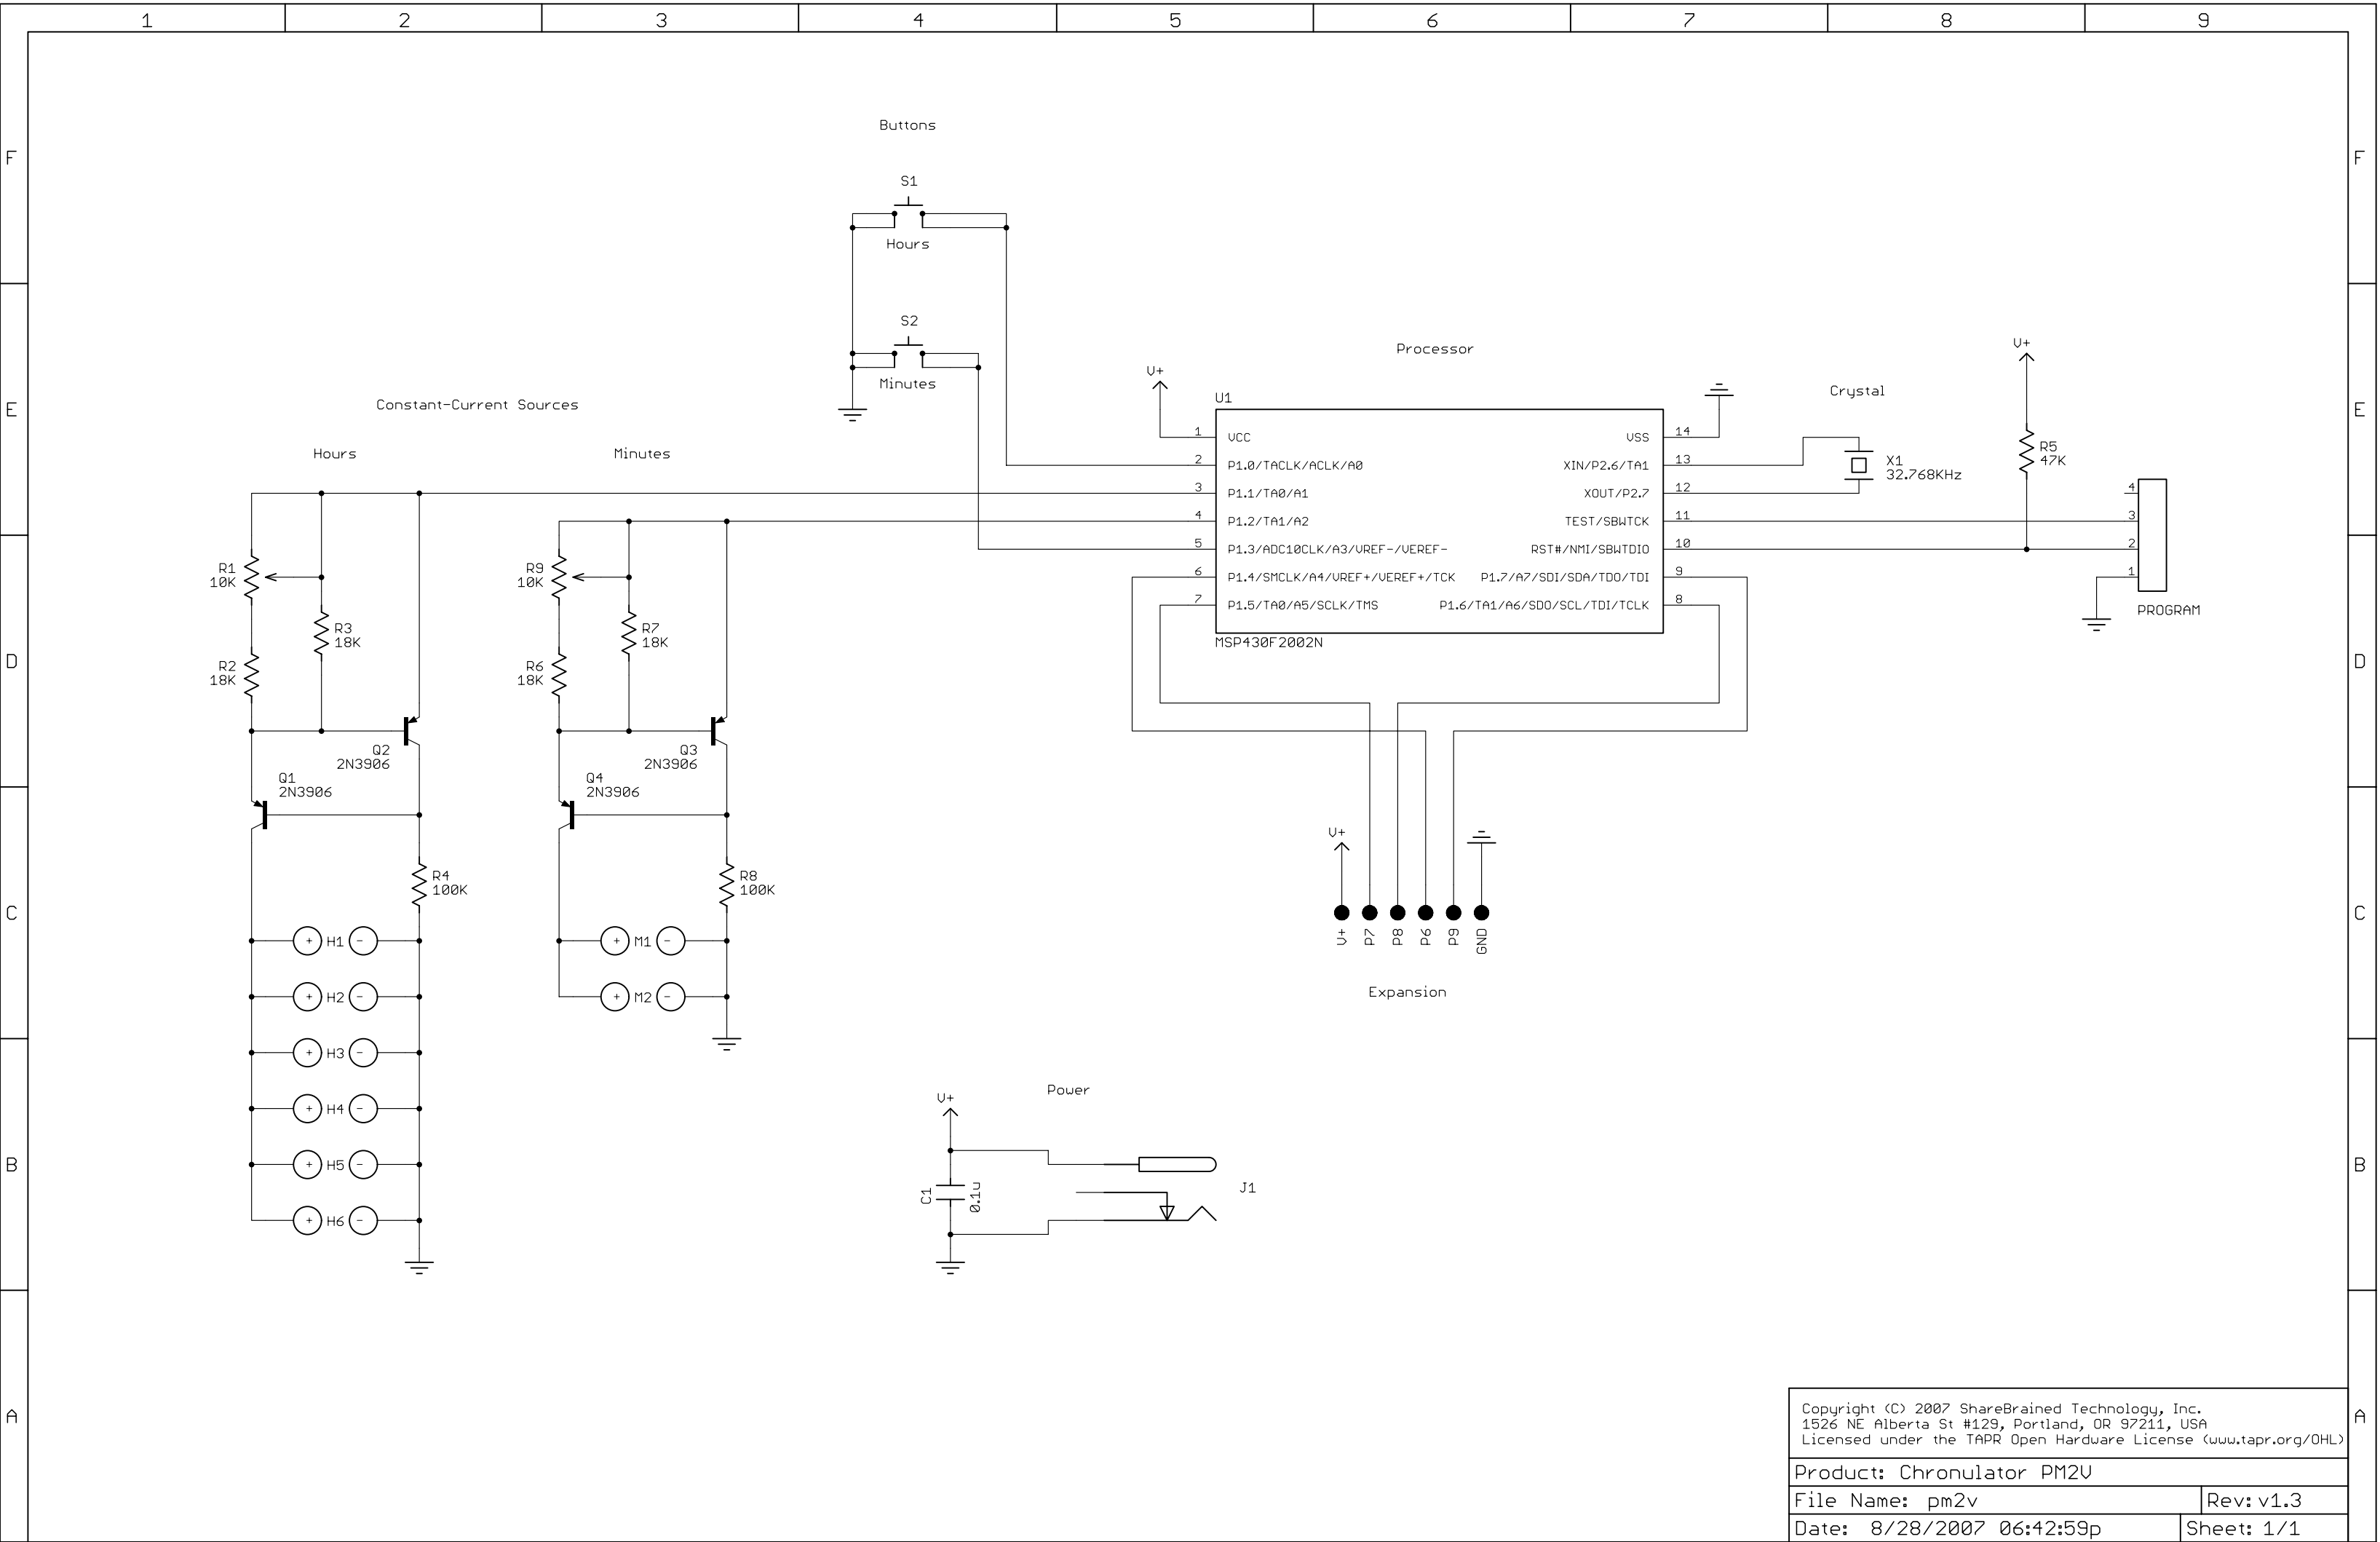 1 2 3 4 5 6 7 8 9
F F
E E
D D
C C
B B
A A
Buttons
S1
Hours
S2
Minutes
Constant-Current Sources
Hours
Minutes
R1
10K
R3
18K
R2
18K
Q2
2N3906
Q1
2N3906
R4
100K
+ H1 -
+ H2 -
+ H3 -
+ H4 -
+ H5 -
+ H6 -
R9
10K
R7
18K
R6
18K
Q3
2N3906
Q4
2N3906
R8
100K
+ M1 -
+ M2 -
Processor
V+
U1
1 VCC
2 P1.0/TACLK/ACLK/A0
3 P1.1/TA0/A1
4 P1.2/TA1/A2
5 P1.3/ADC10CLK/A3/VREF-/VEREF-
6 P1.4/SMCLK/A4/VREF+/VEREF+/TCK
7 P1.5/TA0/A5/SCLK/TMS
VSS 14
XIN/P2.6/TA1 13
XOUT/P2.7 12
TEST/SBWTCK 11
RST#/NMI/SBWTDIO 10
P1.7/A7/SDI/SDA/TDO/TDI 9
P1.6/TA1/A6/SDO/SCL/TDI/TCLK 8
MSP430F2002N
Crystal
X1
32.768KHz
V+
R5
47K
4
3
2
1
PROGRAM
V+
V+
P7
P8
P6
P9
GND
Expansion
Power
V+
C1
0.1u
J1
Copyright (C) 2007 ShareBrained Technology, Inc.
1526 NE Alberta St #129, Portland, OR 97211, USA
Licensed under the TAPR Open Hardware License (www.tapr.org/OHL)
Product: Chronulator PM2V
File Name: pm2v Rev: v1.3
Date: 8/28/2007 06:42:59p Sheet: 1/1